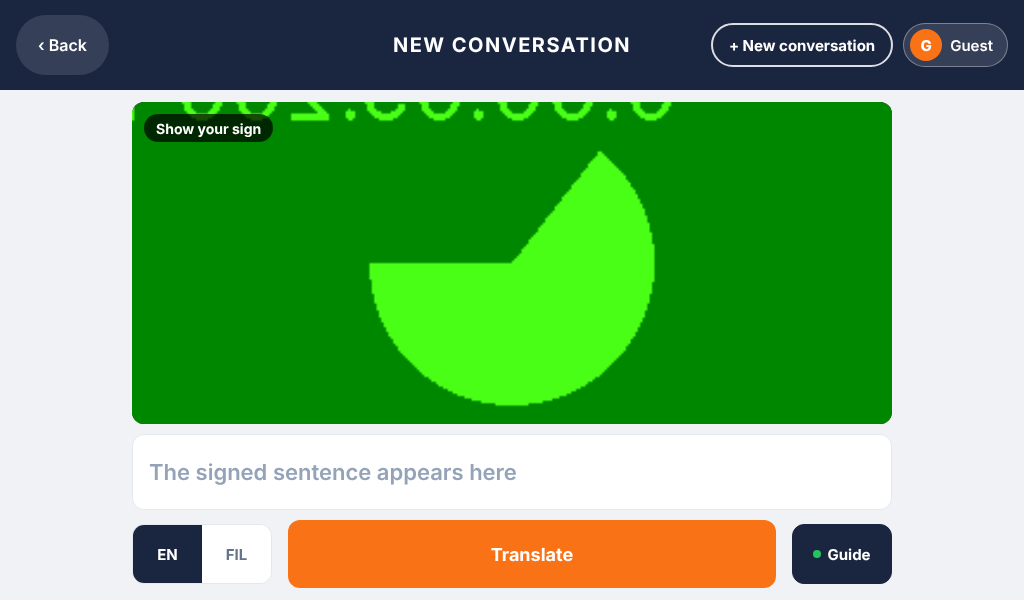 ‹ Back
NEW CONVERSATION
+ New conversation
G
Guest
Show your sign
The signed sentence appears here
EN
FIL
Translate
Guide